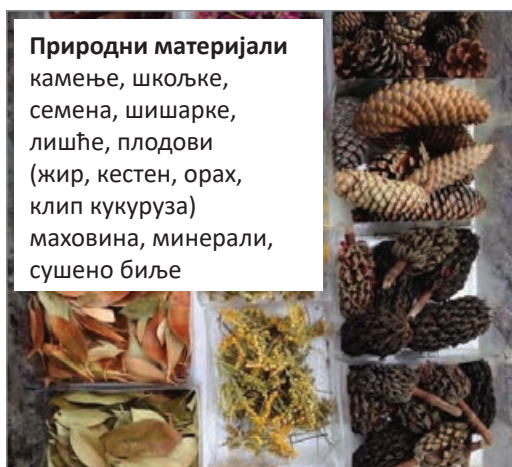 Природни материјали
камење, шкољке,
семена, шишарке,
лишће, плодови
(жир, кестен, орах,
клип кукуруза)
маховина, минерали,
сушено биље